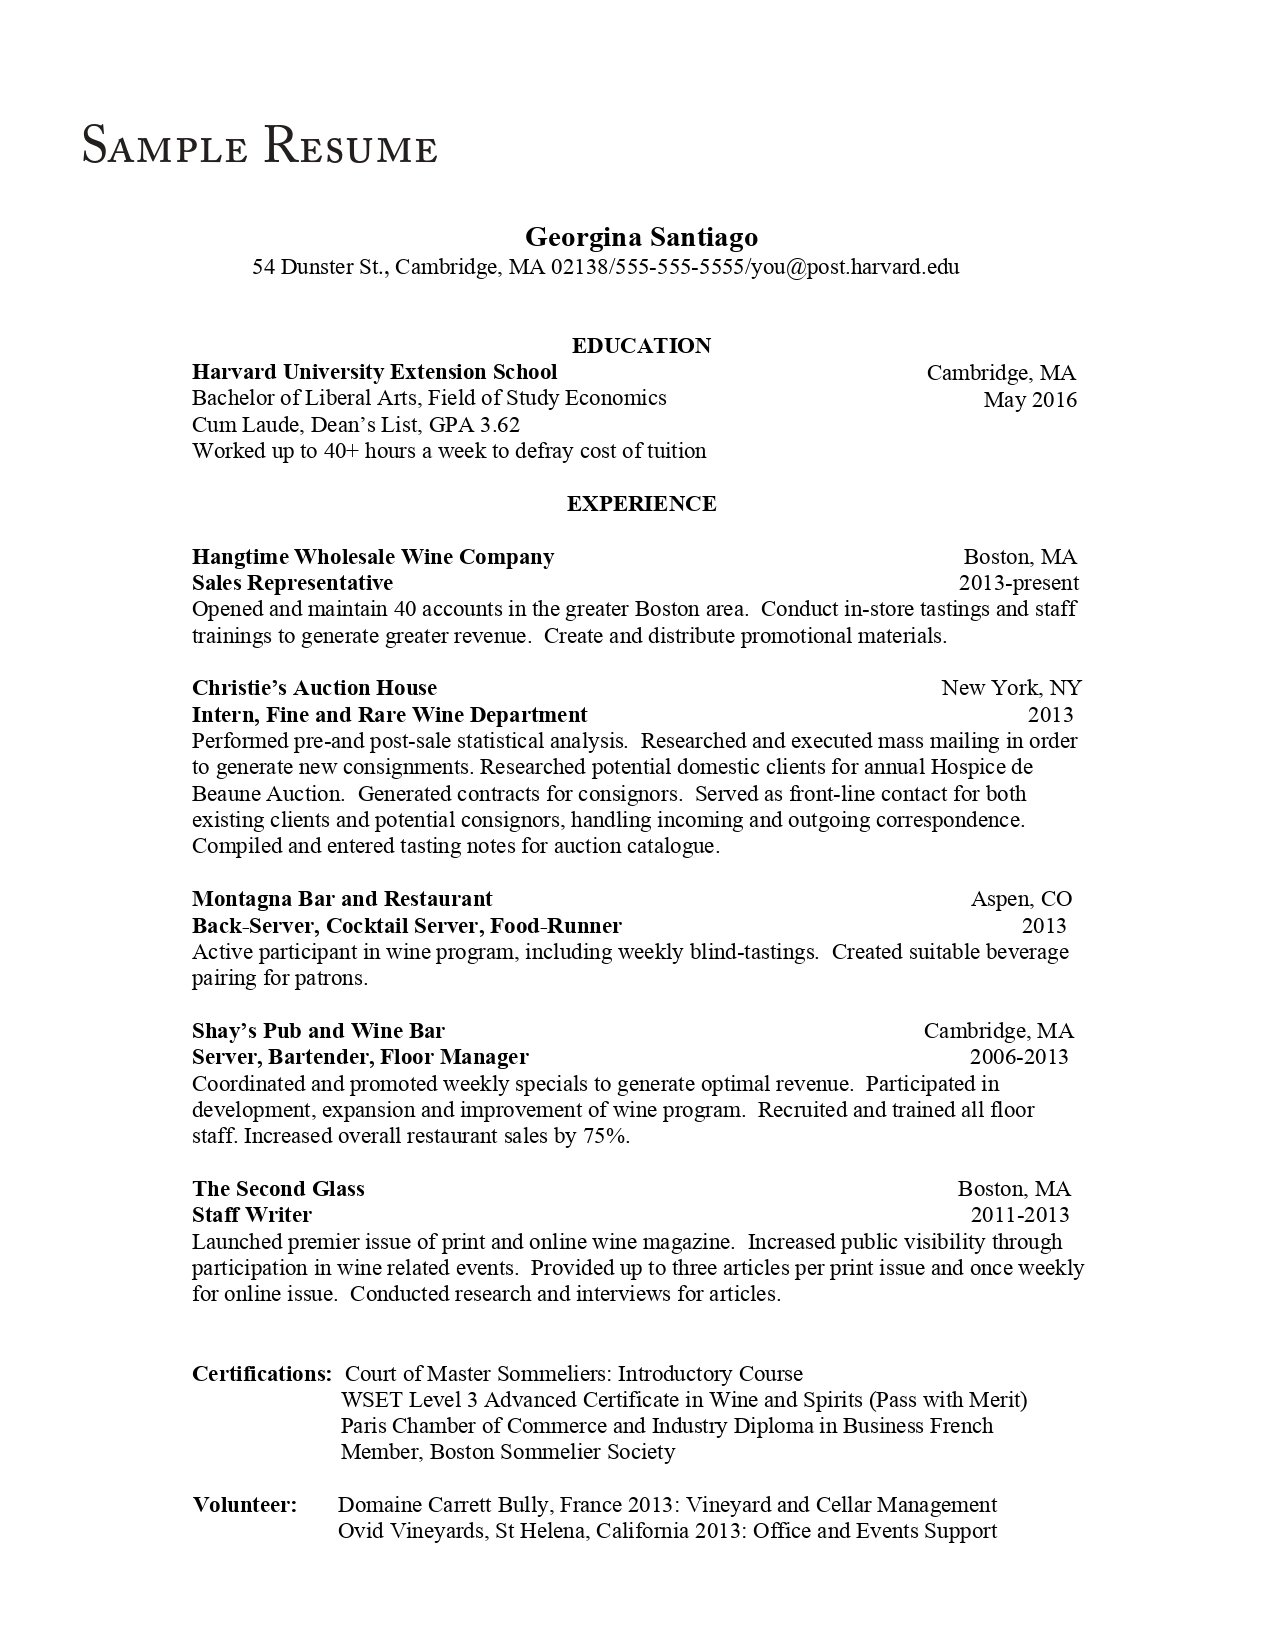 SAMPLE RESUME
Georgina Santiago
54 Dunster St., Cambridge, MA 02138/555-555-5555/you@post.harvard.edu
EDUCATION
Harvard University Extension School Cambridge, MA
Bachelor of Liberal Arts, Field of Study Economics May 2016
Cum Laude, Dean’s List, GPA 3.62
Worked up to 40+ hours a week to defray cost of tuition
EXPERIENCE
Hangtime Wholesale Wine Company Boston, MA
Sales Representative 2013-present
Opened and maintain 40 accounts in the greater Boston area. Conduct in-store tastings and staff
trainings to generate greater revenue. Create and distribute promotional materials.
Christie’s Auction House New York, NY
Intern, Fine and Rare Wine Department 2013
Performed pre-and post-sale statistical analysis. Researched and executed mass mailing in order
to generate new consignments. Researched potential domestic clients for annual Hospice de
Beaune Auction. Generated contracts for consignors. Served as front-line contact for both
existing clients and potential consignors, handling incoming and outgoing correspondence.
Compiled and entered tasting notes for auction catalogue.
Montagna Bar and Restaurant Aspen, CO
Back-Server, Cocktail Server, Food-Runner 2013
Active participant in wine program, including weekly blind-tastings. Created suitable beverage
pairing for patrons.
Shay’s Pub and Wine Bar Cambridge, MA
Server, Bartender, Floor Manager 2006-2013
Coordinated and promoted weekly specials to generate optimal revenue. Participated in
development, expansion and improvement of wine program. Recruited and trained all floor
staff. Increased overall restaurant sales by 75%.
The Second Glass Boston, MA
Staff Writer 2011-2013
Launched premier issue of print and online wine magazine. Increased public visibility through
participation in wine related events. Provided up to three articles per print issue and once weekly
for online issue. Conducted research and interviews for articles.
Certifications: Court of Master Sommeliers: Introductory Course
WSET Level 3 Advanced Certificate in Wine and Spirits (Pass with Merit)
Paris Chamber of Commerce and Industry Diploma in Business French
Member, Boston Sommelier Society
Volunteer: Domaine Carrett Bully, France 2013: Vineyard and Cellar Management
Ovid Vineyards, St Helena, California 2013: Office and Events Support